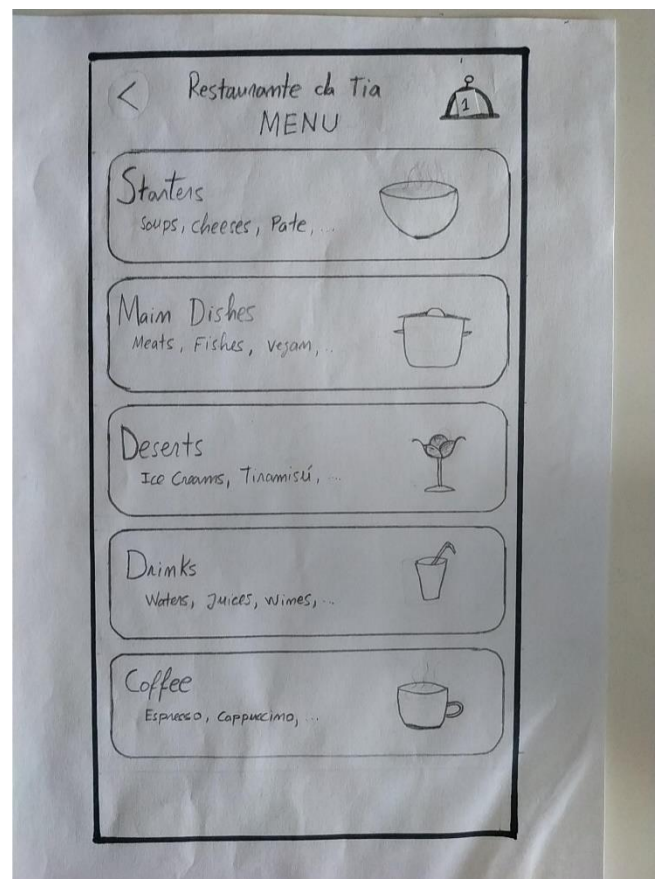 <
Restaurante da Tia
1
MENU
Starters
Soups, cheeses, Pate, ...
Main Dishes
Meats, Fishes, vegan, ..
Deserts
Ice Creams, Tiramisú, ...
Drinks
Waters, Juices, Wines, ...
Coffee
Espresso, Cappuccino, ...